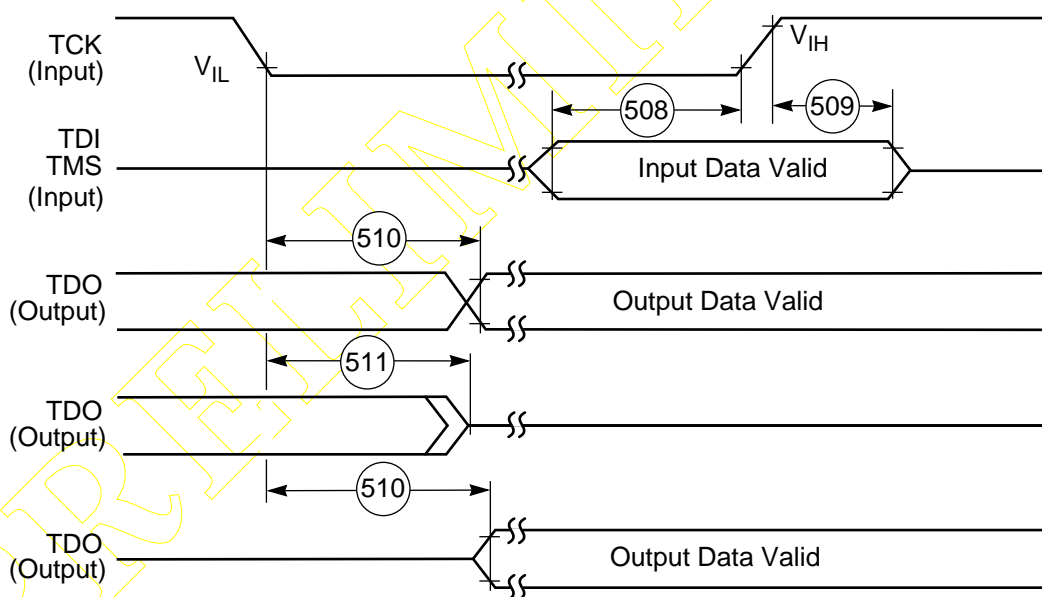 TCK
(Input)
V_IL
V_IH
508
509
TDI
TMS
(Input)
Input Data Valid
510
TDO
(Output)
Output Data Valid
511
TDO
(Output)
510
TDO
(Output)
Output Data Valid